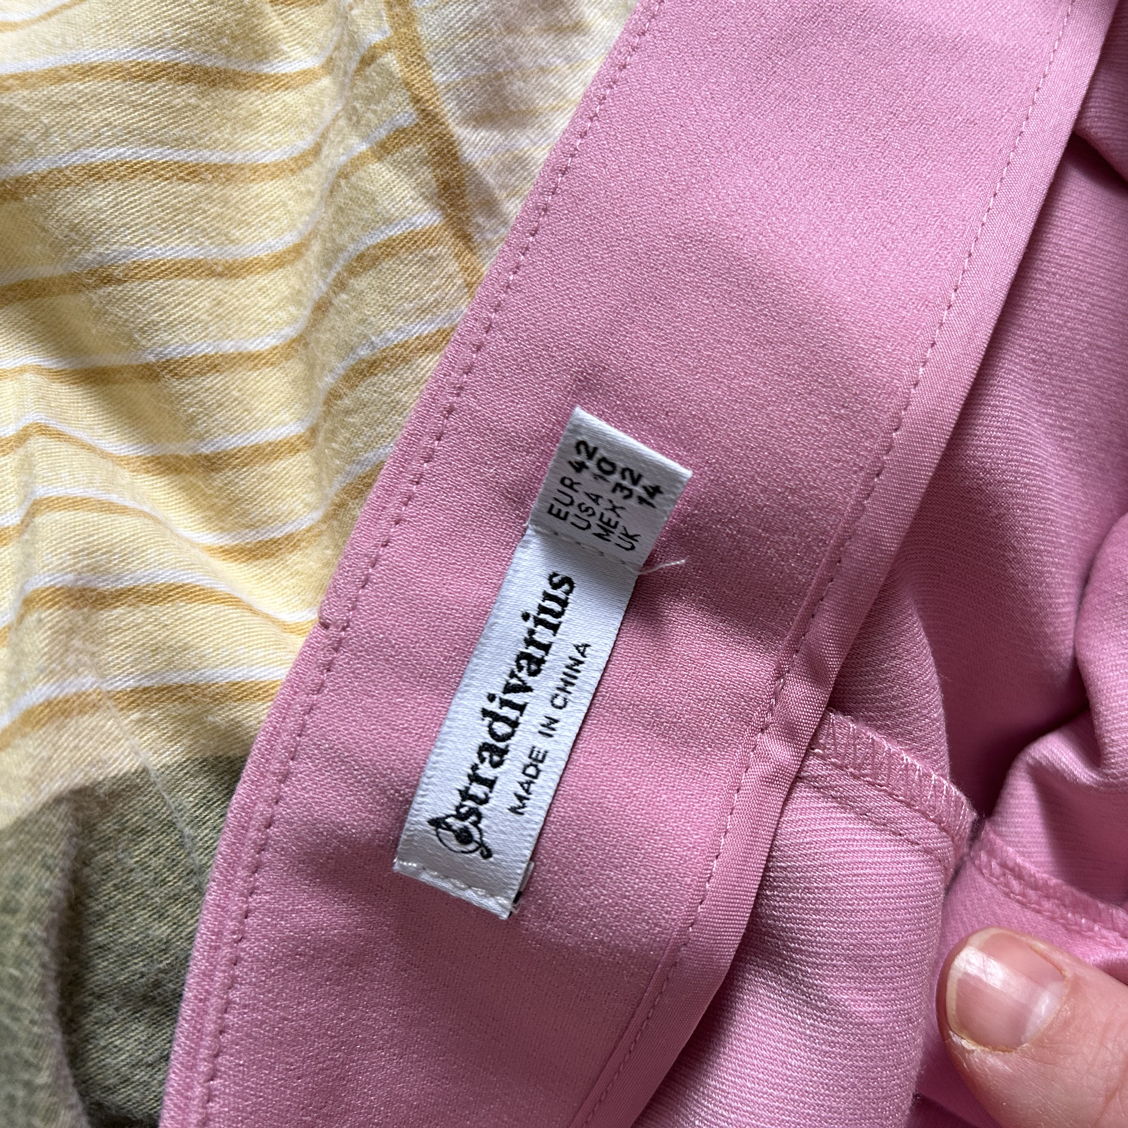 EUR 42
USA 10
MEX 32
UK 14
Stradivarius
MADE IN CHINA